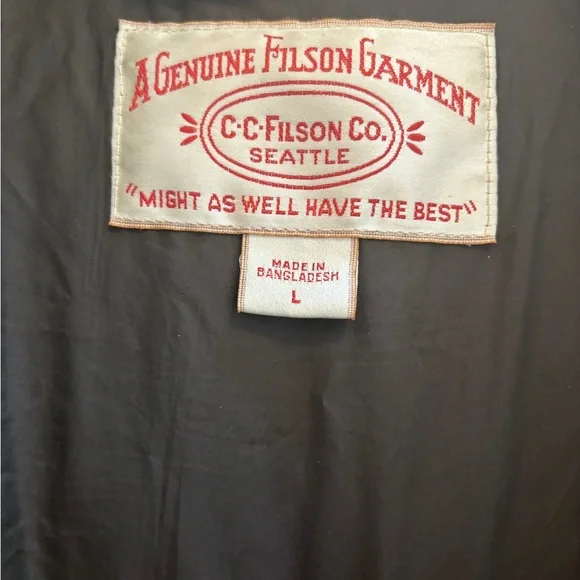 A GENUINE FILSON GARMENT
C·C·FILSON CO.
SEATTLE
"MIGHT AS WELL HAVE THE BEST"
MADE IN
BANGLADESH
L